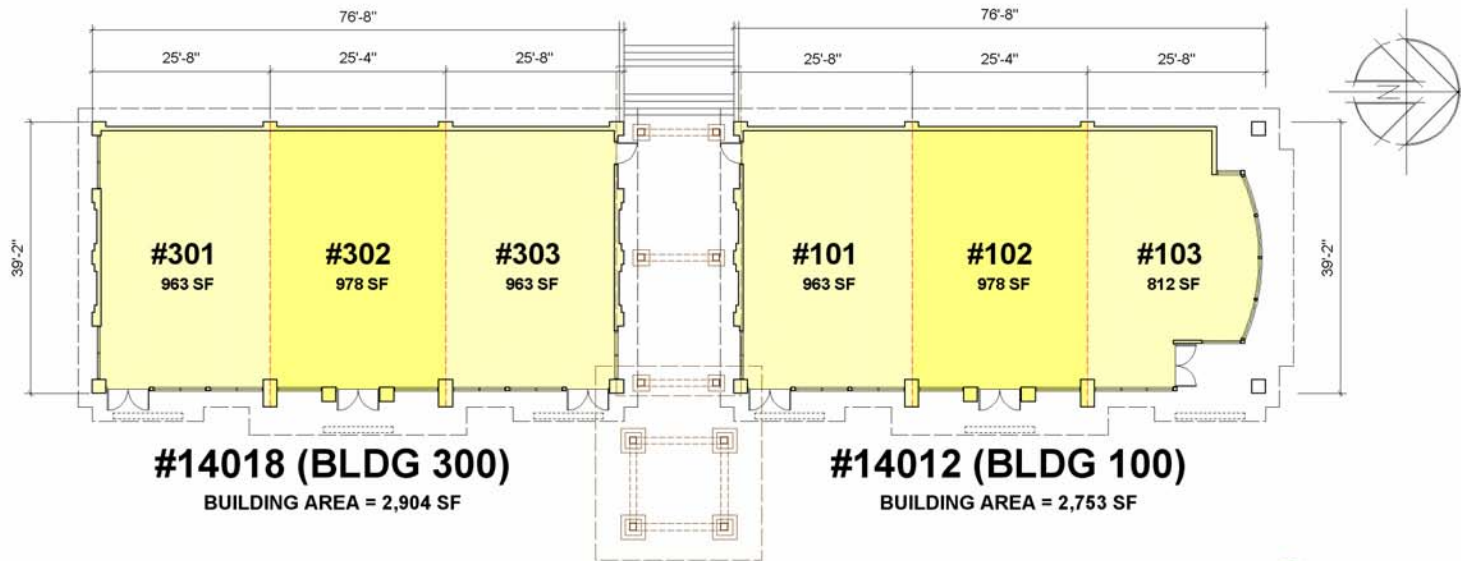 76'-8"
76'-8"
25'-8"
25'-4"
25'-8"
25'-8"
25'-4"
25'-8"
N
39'-2"
#301
963 SF
#302
978 SF
#303
963 SF
#101
963 SF
#102
978 SF
#103
812 SF
39'-2"
#14018 (BLDG 300)
BUILDING AREA = 2,904 SF
#14012 (BLDG 100)
BUILDING AREA = 2,753 SF